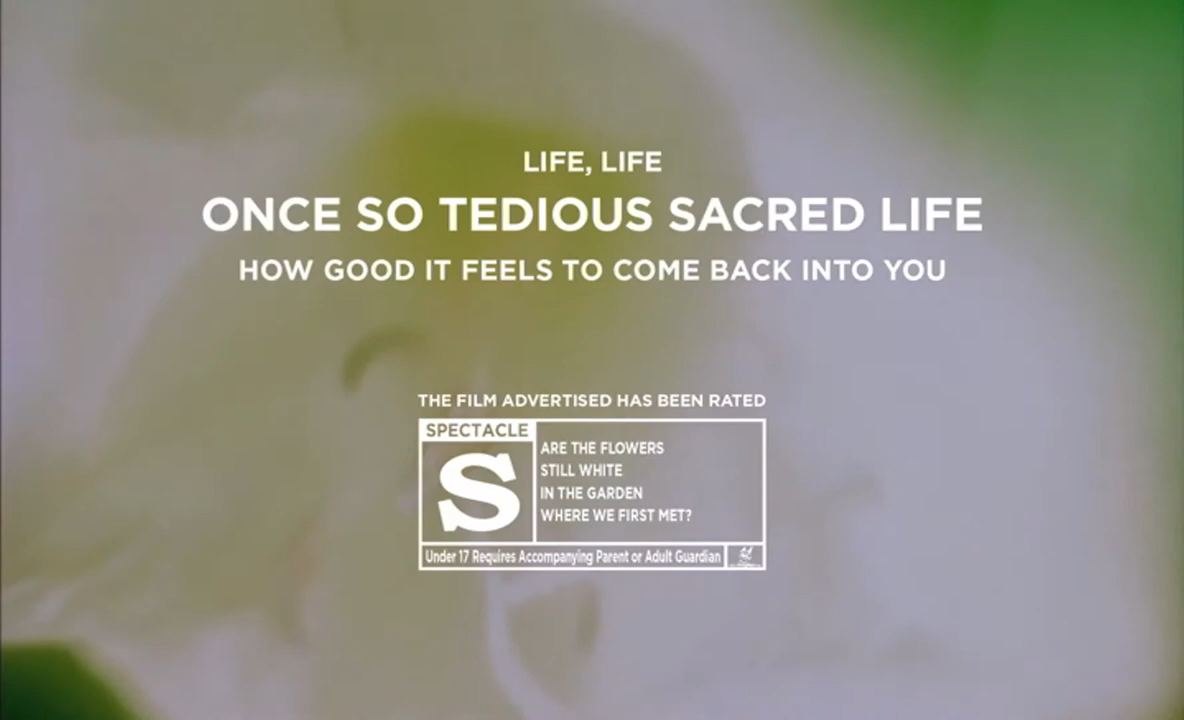 LIFE, LIFE
ONCE SO TEDIOUS SACRED LIFE
HOW GOOD IT FEELS TO COME BACK INTO YOU
THE FILM ADVERTISED HAS BEEN RATED
SPECTACLE
S
ARE THE FLOWERS
STILL WHITE
IN THE GARDEN
WHERE WE FIRST MET?
Under 17 Requires Accompanying Parent or Adult Guardian